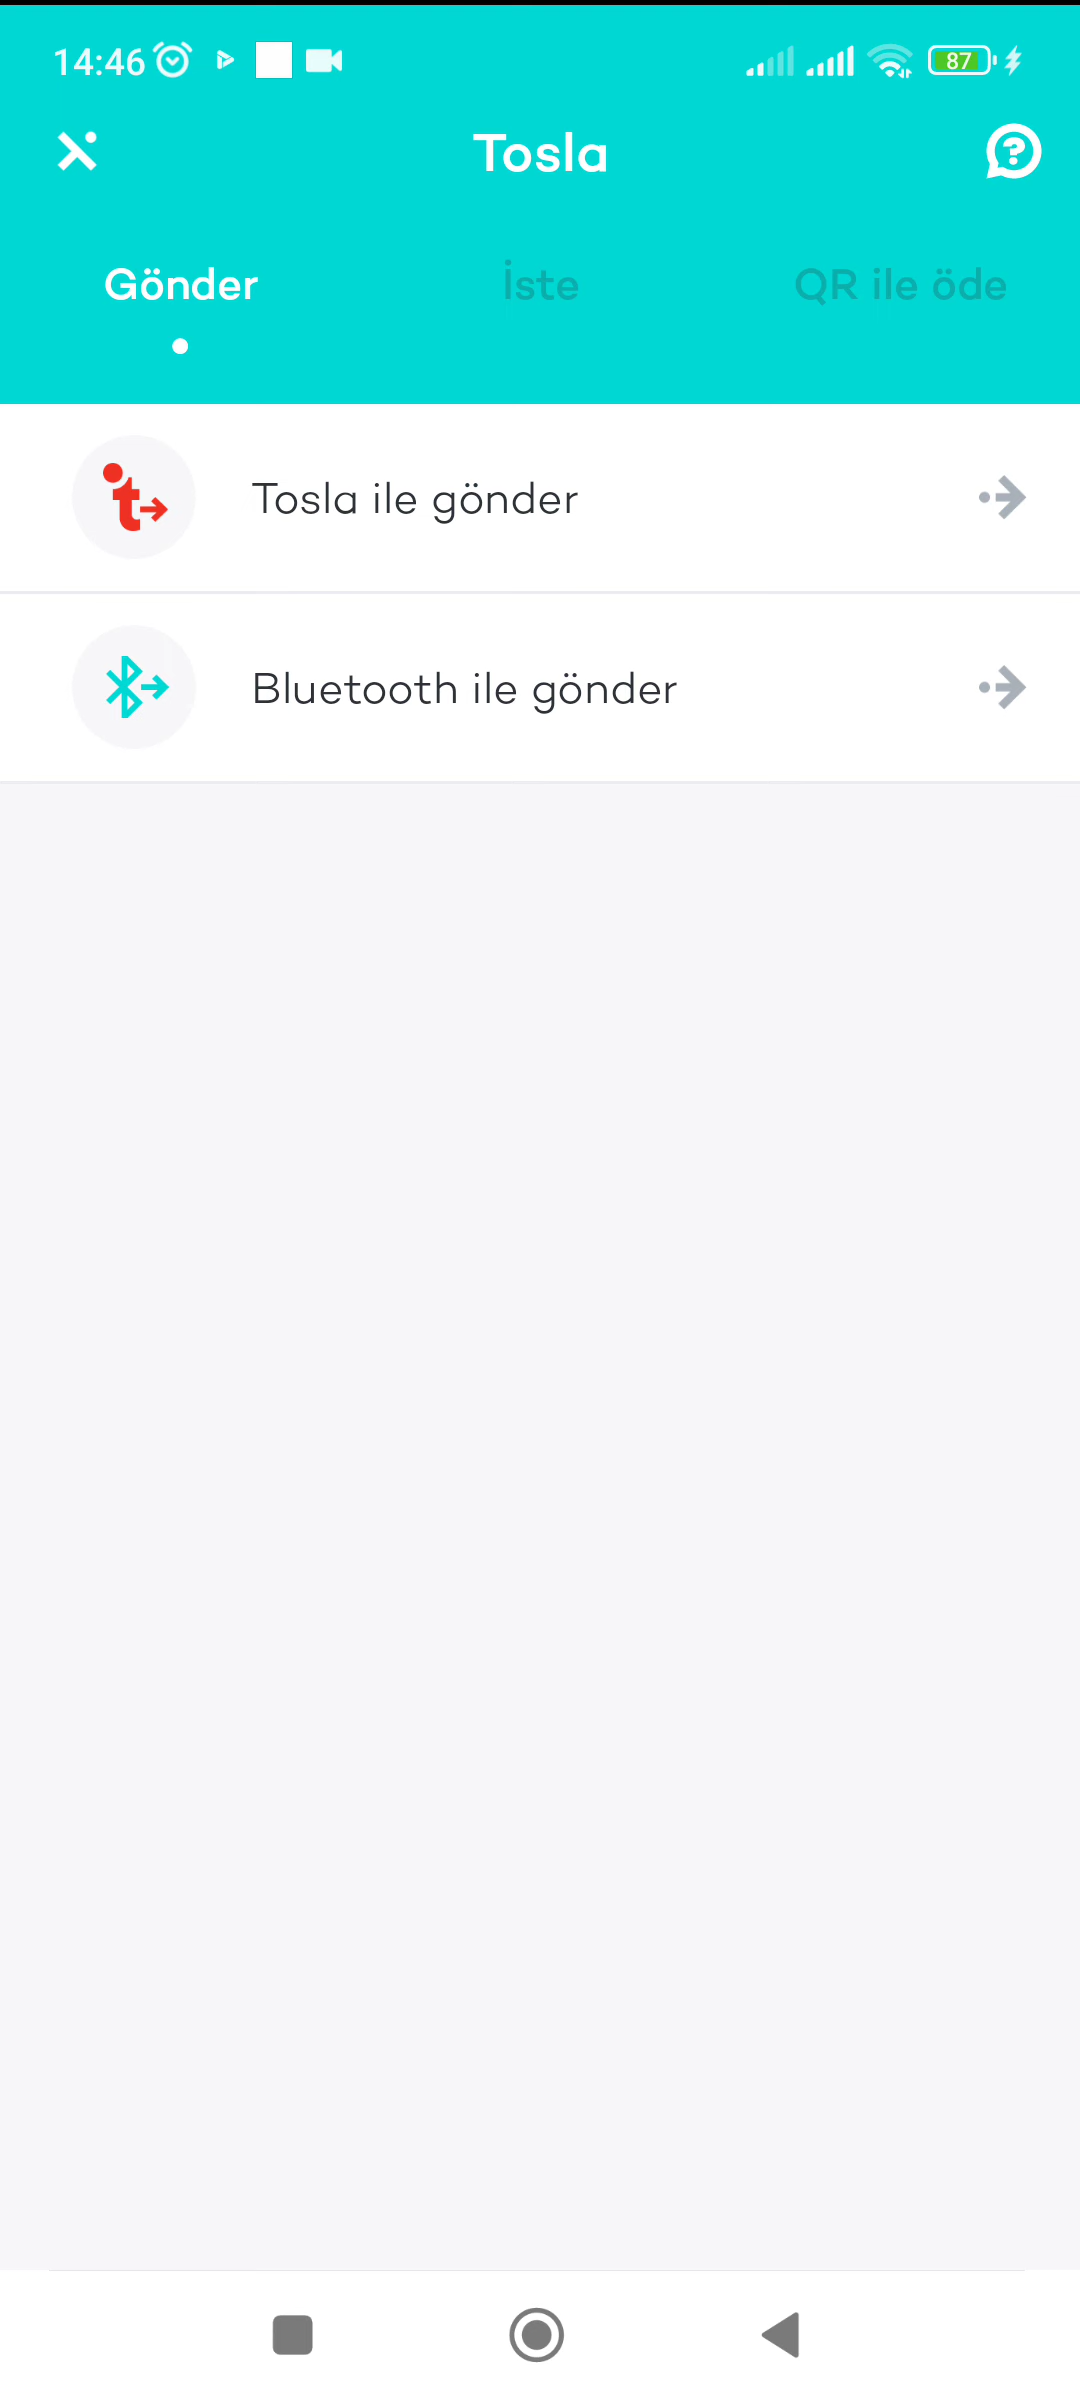 14:46
87
Tosla
Gönder İste QR ile öde
Tosla ile gönder
Bluetooth ile gönder